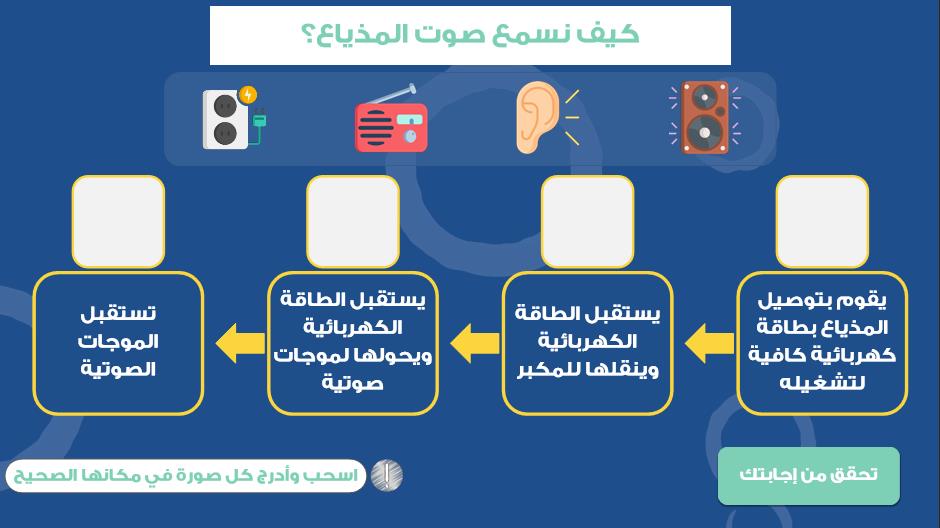 كيف نسمع صوت المذياع؟
يقوم بتوصيل
المذياع بطاقة
كهربائية كافية
لتشغيله
يستقبل الطاقة
الكهربائية
وينقلها للمكبر
يستقبل الطاقة
الكهربائية
ويحولها لموجات
صوتية
تستقبل
الموجات
الصوتية
تحقق من إجابتك
اسحب وأدرج كل صورة في مكانها الصحيح